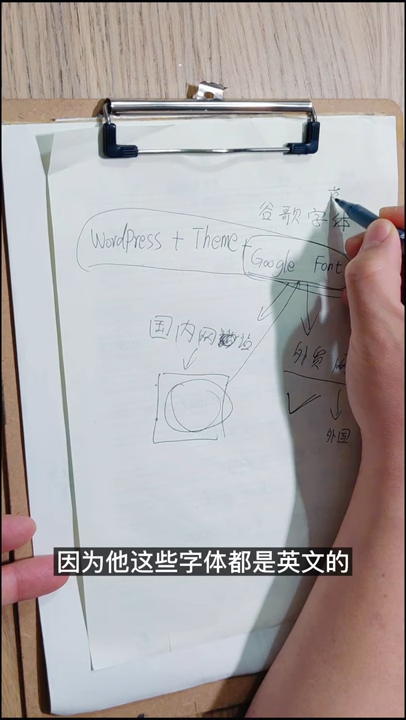 谷歌字体
WordPress + Theme +
Google Font
国内网站
外贸
外国
因为他这些字体都是英文的